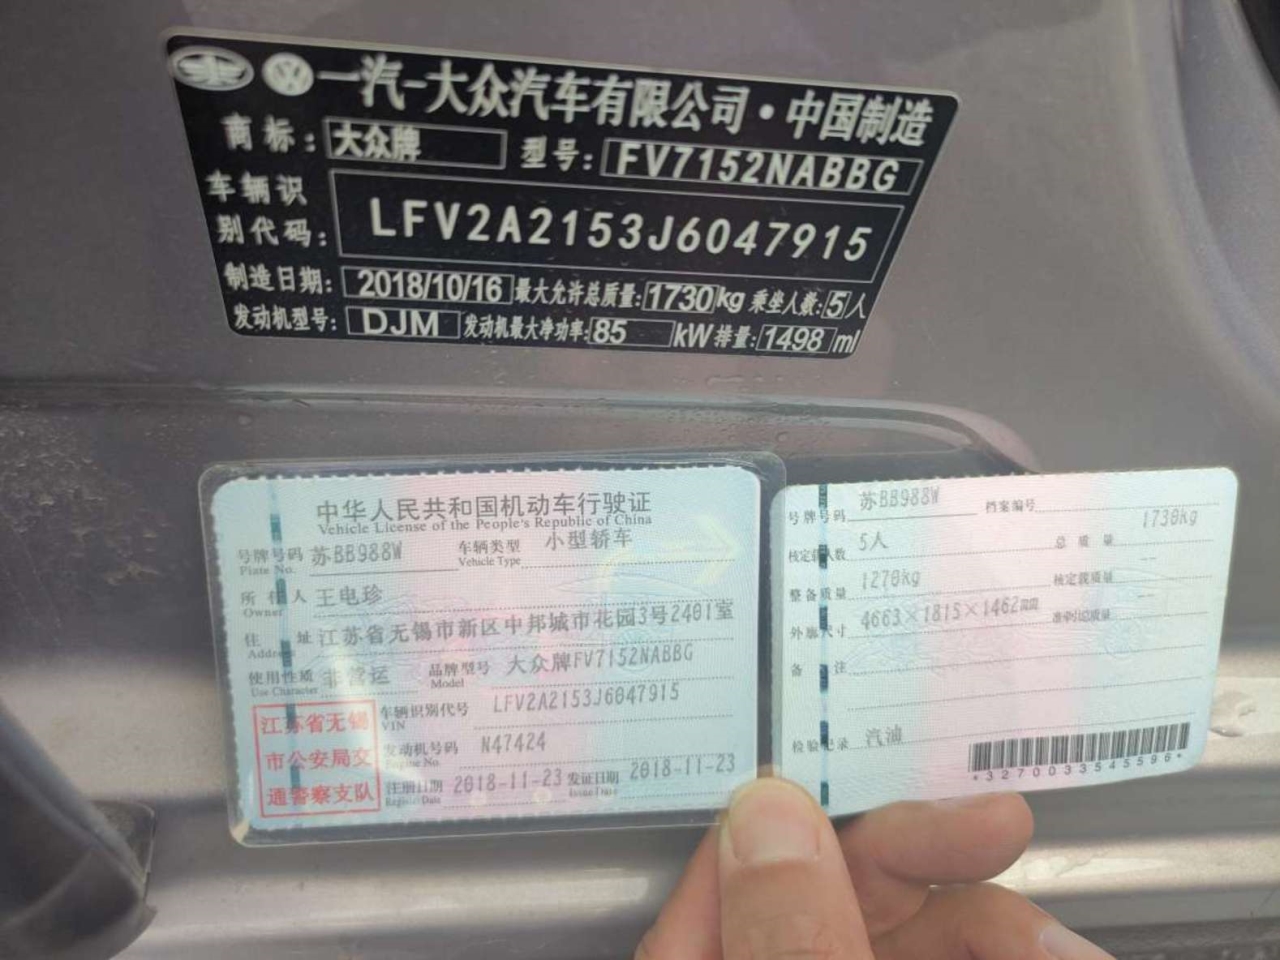 一汽-大众汽车有限公司·中国制造
商标: 大众牌 型号: FV7152NABBG
车辆识别代码: LFV2A2153J6047915
制造日期: 2018/10/16 最大允许总质量: 1730kg 乘坐人数: 5人
发动机型号: DJM 发动机最大净功率: 85 kW 排量: 1498 ml
中华人民共和国机动车行驶证
Vehicle License of the People's Republic of China
号牌号码 苏BB988W 车辆类型 小型轿车
Plate No. Vehicle Type
所有人 王电珍
Owner
住址 江苏省无锡市新区中邦城市花园3号2401室
Address
使用性质 非营运 品牌型号 大众牌FV7152NABBG
Use Character Model
车辆识别代号 LFV2A2153J6047915
VIN
发动机号码 N47424
Engine No.
注册日期 2018-11-23 发证日期 2018-11-23
Register Date Issue Date
江苏省无锡
市公安局交
通警察支队
号牌号码 苏BB988W 档案编号
核定载人数 5人 总质量 1730kg
整备质量 1270kg 核定载质量 --
外廓尺寸 4663×1815×1462mm 准牵引总质量 --
备注
检验记录 汽油
*3270033545596*